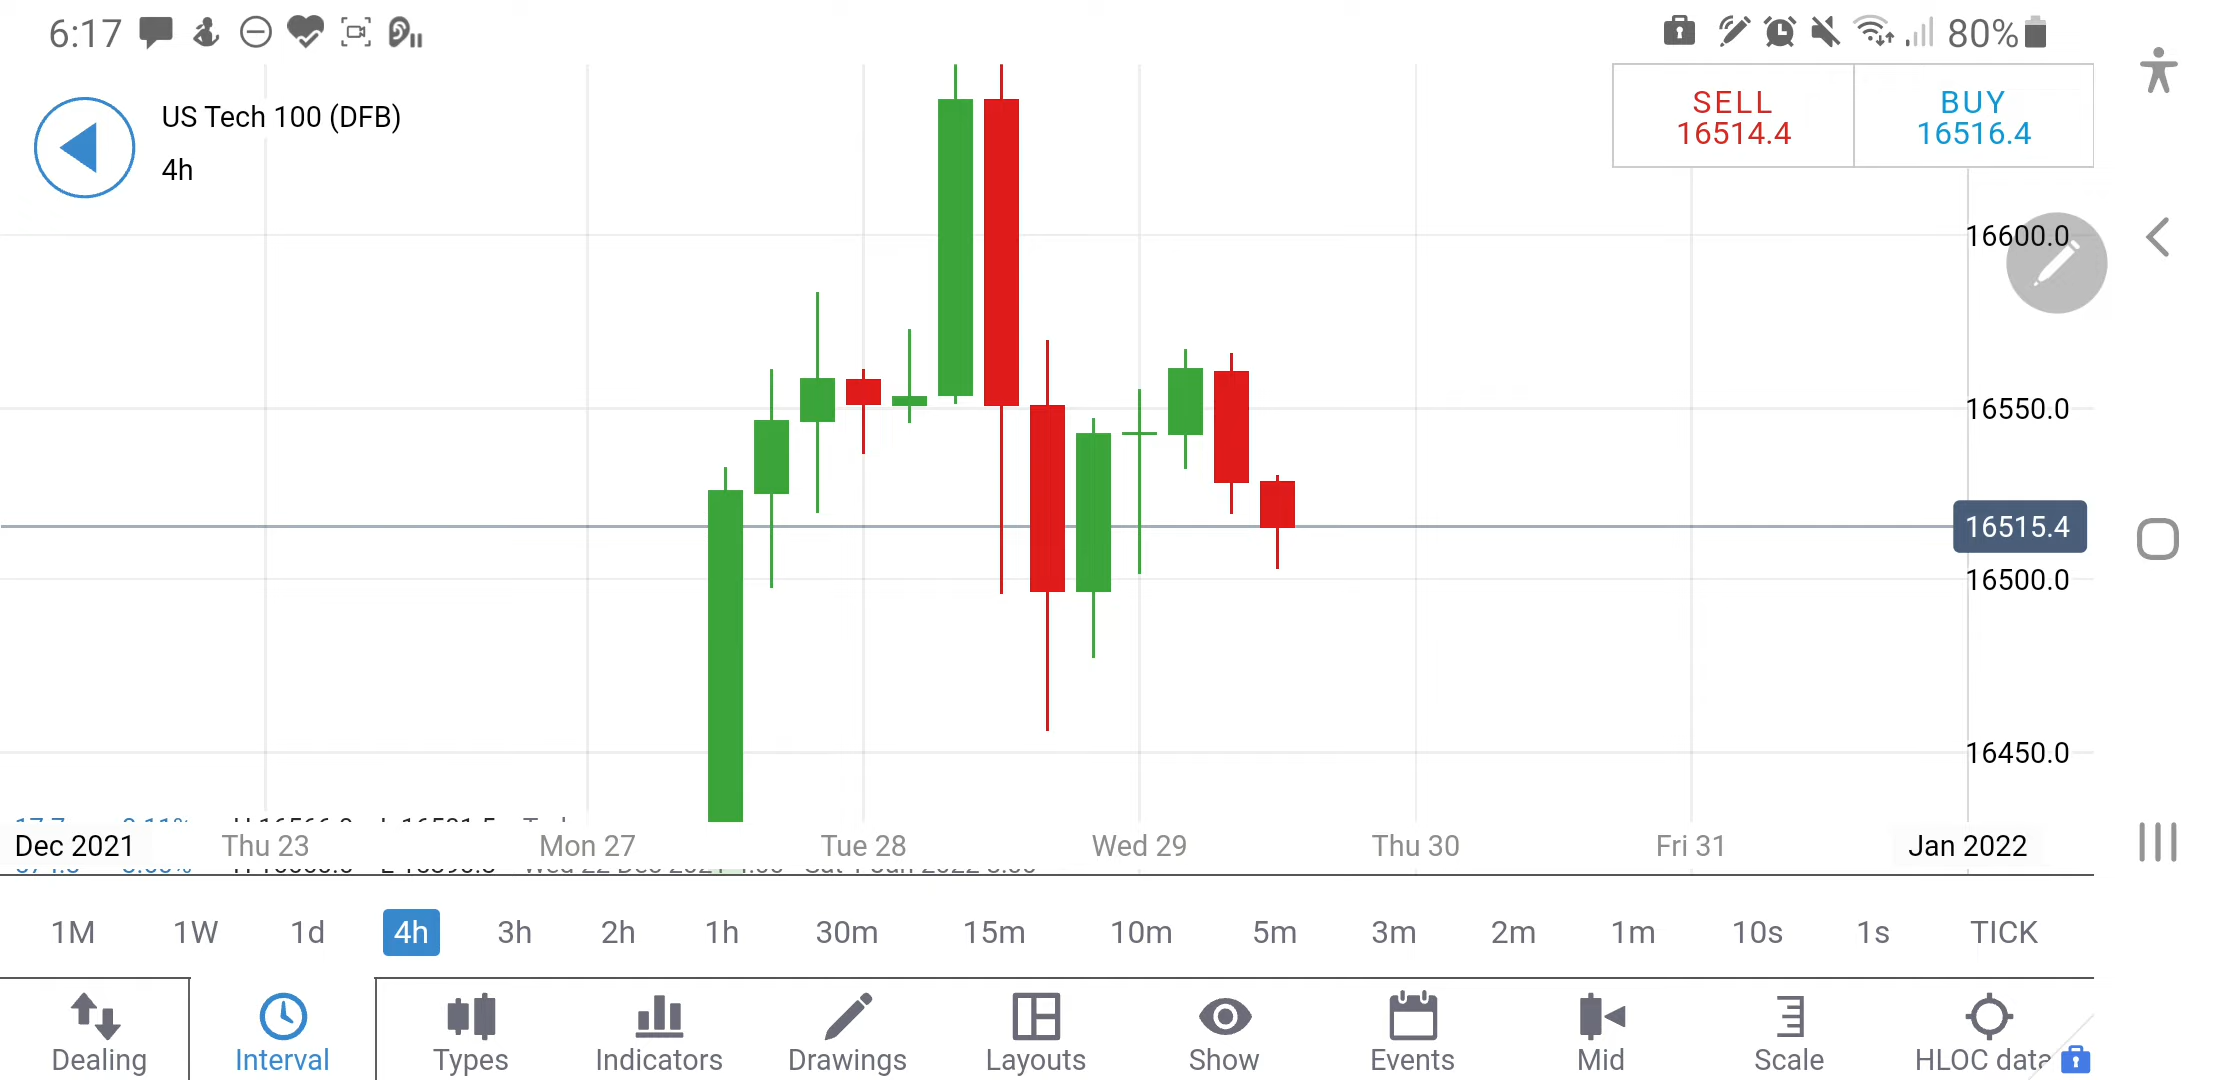 6:17
80%
US Tech 100 (DFB)
4h
SELL
16514.4
BUY
16516.4
16600.0
16550.0
16515.4
16500.0
16450.0
Dec 2021 Thu 23 Mon 27 Tue 28 Wed 29 Thu 30 Fri 31 Jan 2022
1M 1W 1d 4h 3h 2h 1h 30m 15m 10m 5m 3m 2m 1m 10s 1s TICK
Dealing Interval Types Indicators Drawings Layouts Show Events Mid Scale HLOC data